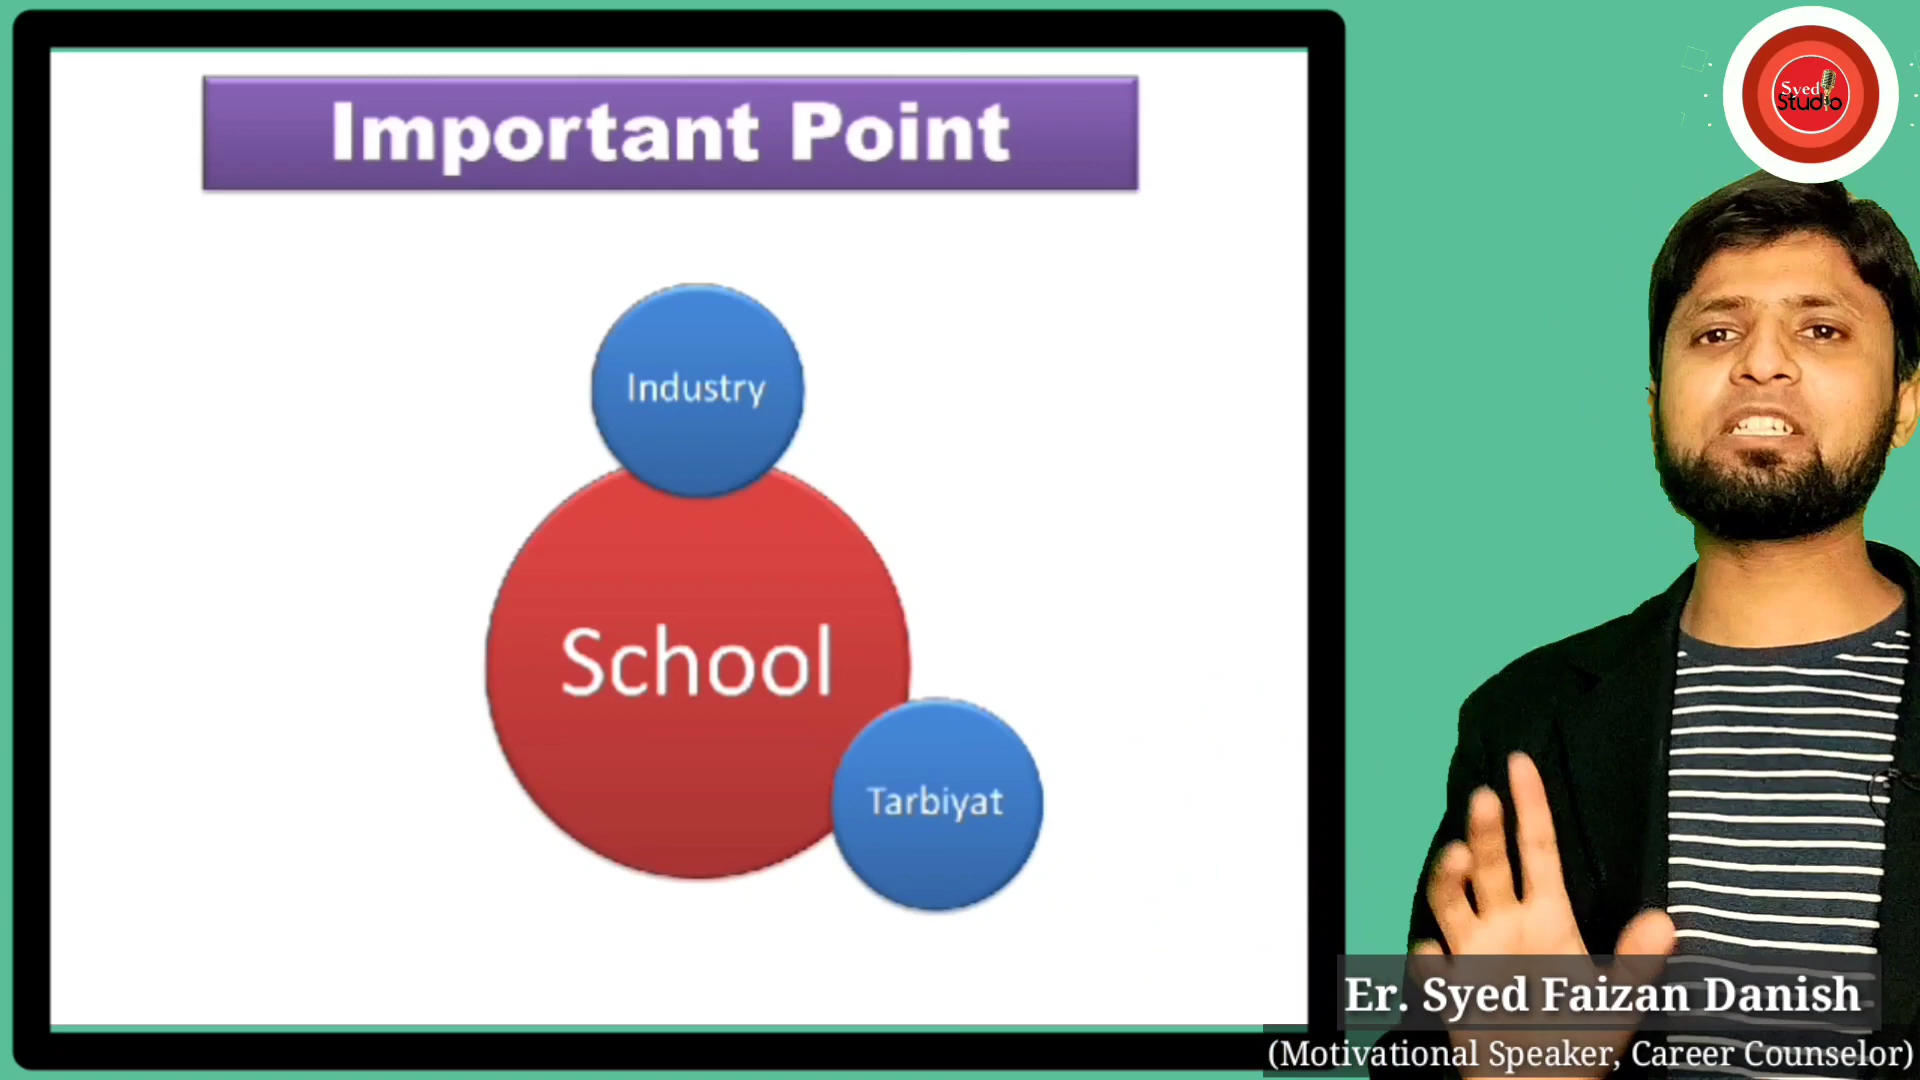 Important Point
Syed
Studio
Industry
School
Tarbiyat
Er. Syed Faizan Danish
(Motivational Speaker, Career Counselor)